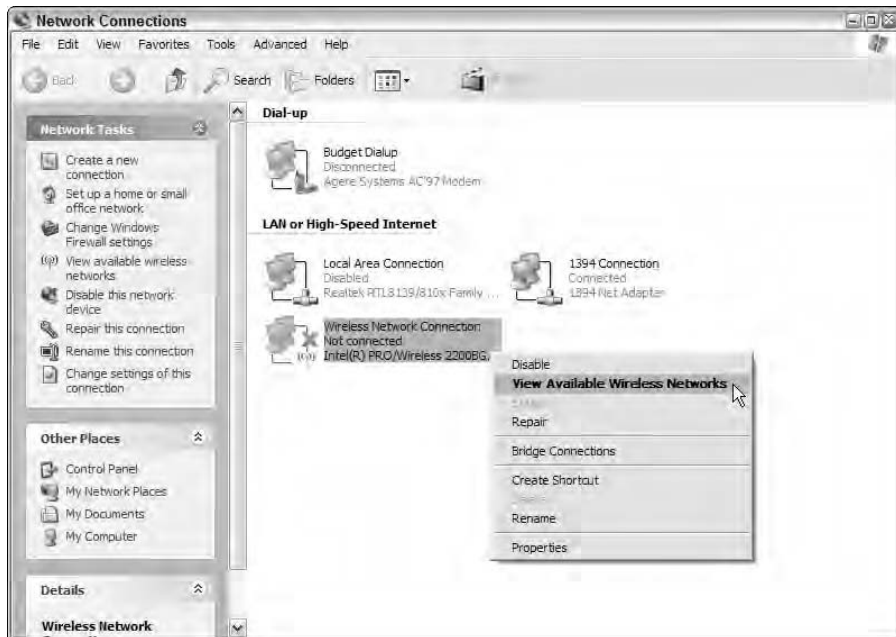 Network Connections
File Edit View Favorites Tools Advanced Help
Back Search Folders
Network Tasks
Create a new
connection
Set up a home or small
office network
Change Windows
Firewall settings
View available wireless
networks
Disable this network
device
Repair this connection
Rename this connection
Change settings of this
connection
Other Places
Control Panel
My Network Places
My Documents
My Computer
Details
Wireless Network
Dial-up
Budget Dialup
Disconnected
Agere Systems AC'97 Modem
LAN or High-Speed Internet
Local Area Connection
Disabled
Realtek RTL8139/810x Family ...
1394 Connection
Connected
1394 Net Adapter
Wireless Network Connection
Not connected
Intel(R) PRO/Wireless 2200BG
Disable
View Available Wireless Networks
Repair
Bridge Connections
Create Shortcut
Rename
Properties